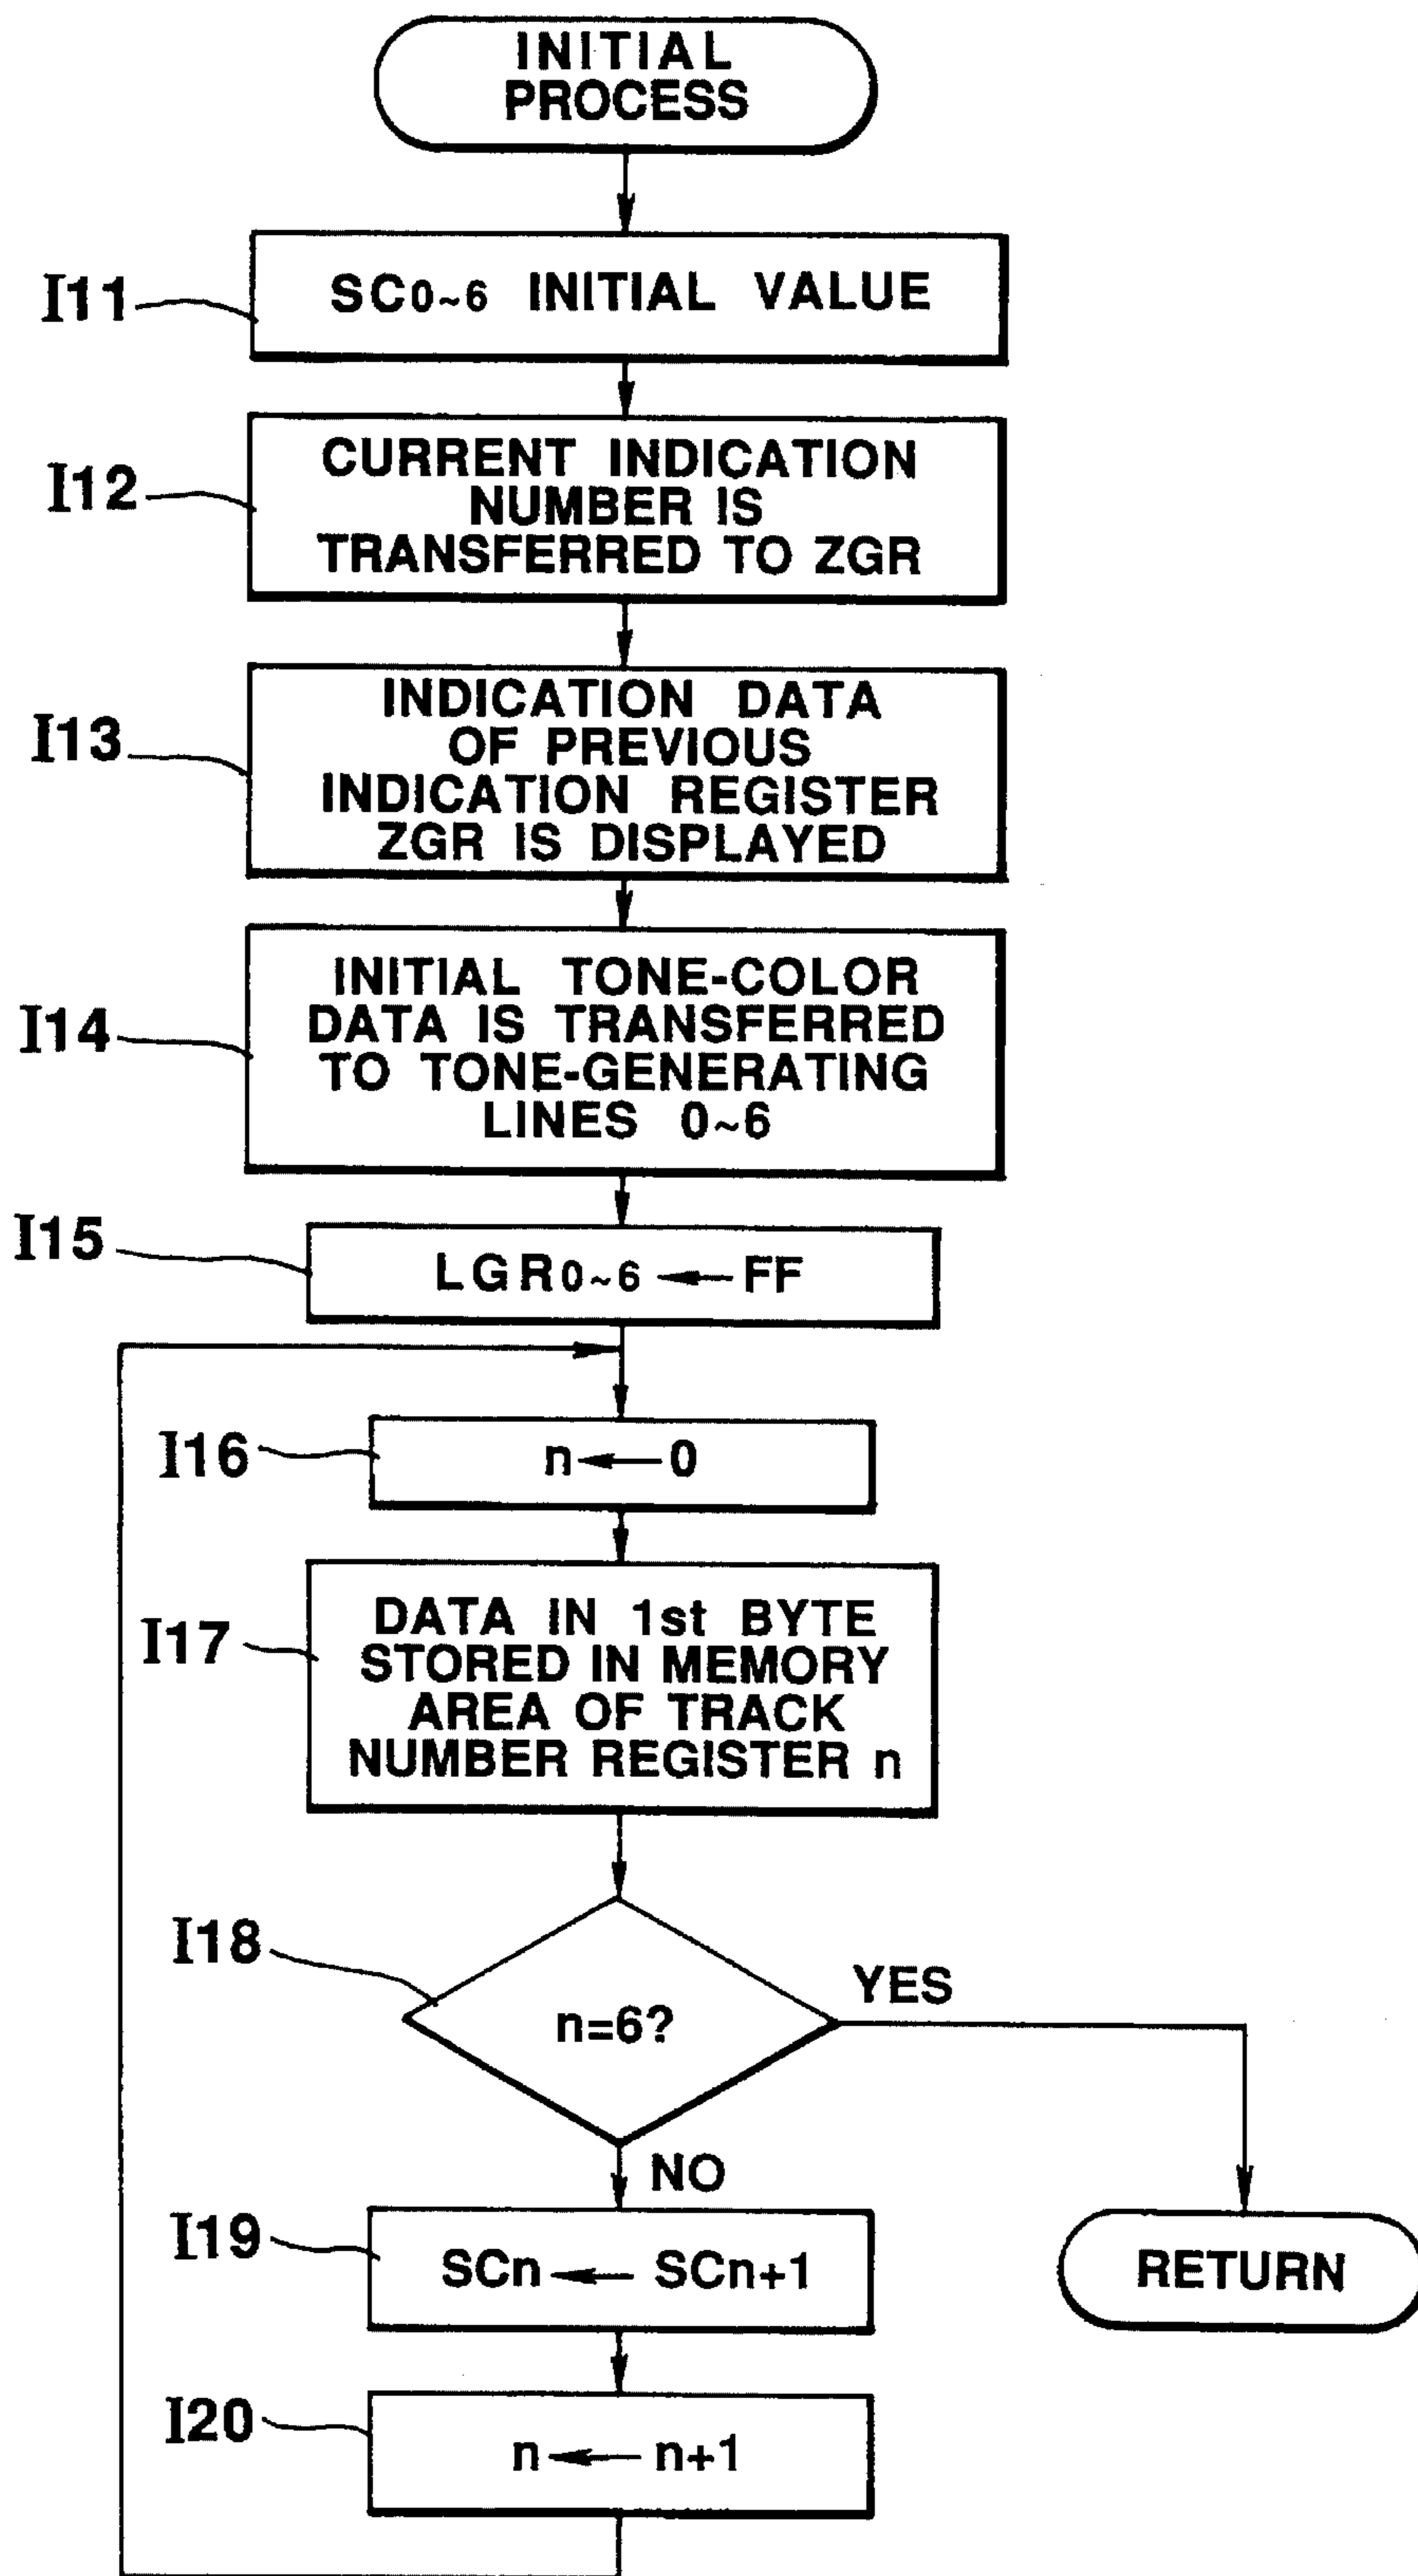 INITIAL
PROCESS
I11
SC0~6 INITIAL VALUE
I12
CURRENT INDICATION
NUMBER IS
TRANSFERRED TO ZGR
I13
INDICATION DATA
OF PREVIOUS
INDICATION REGISTER
ZGR IS DISPLAYED
I14
INITIAL TONE-COLOR
DATA IS TRANSFERRED
TO TONE-GENERATING
LINES 0~6
I15
LGR0~6 ← FF
I16
n ← 0
I17
DATA IN 1st BYTE
STORED IN MEMORY
AREA OF TRACK
NUMBER REGISTER n
I18
n=6?
YES
NO
I19
SCn ← SCn+1
RETURN
I20
n ← n+1